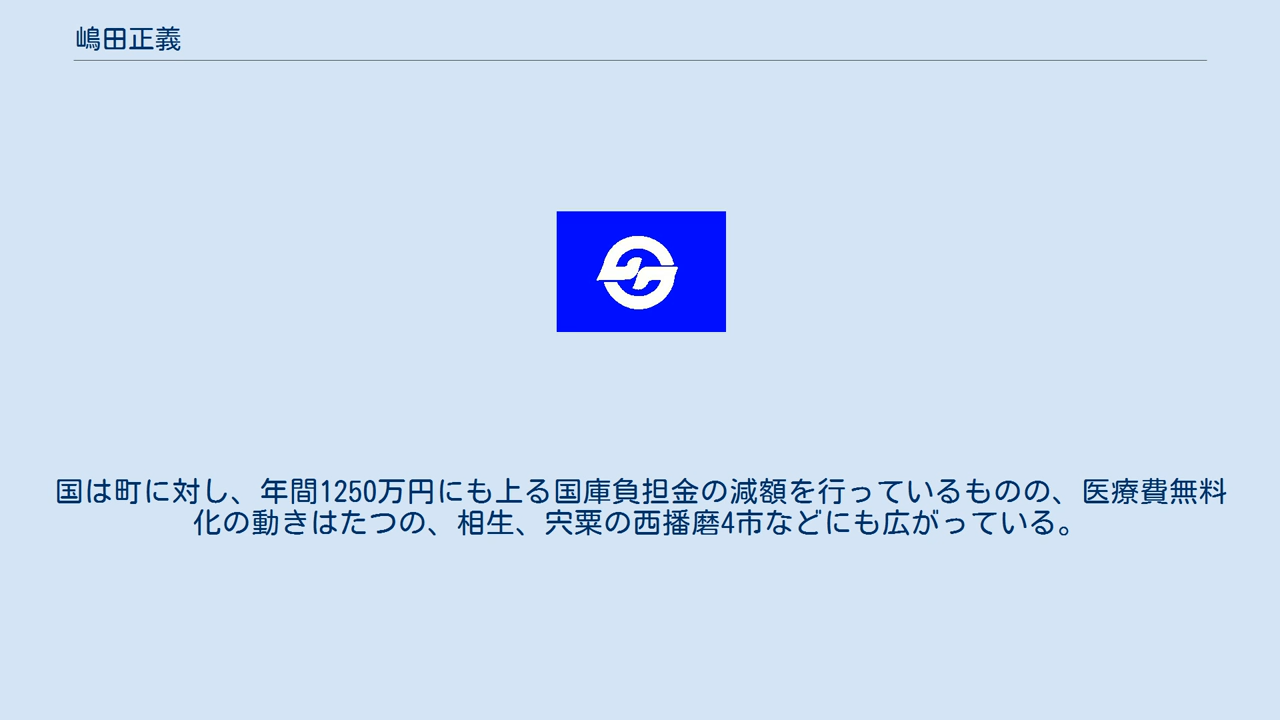 嶋田正義
国は町に対し、年間1250万円にも上る国庫負担金の減額を行っているものの、医療費無料
化の動きはたつの、相生、宍粟の西播磨4市などにも広がっている。